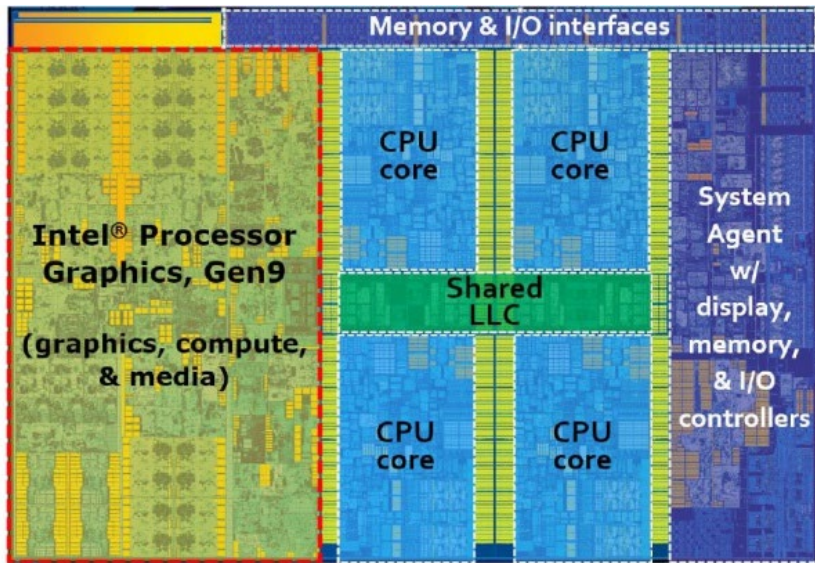 Memory & I/O interfaces
Intel® Processor
Graphics, Gen9
(graphics, compute,
& media)
CPU
core
CPU
core
Shared
LLC
CPU
core
CPU
core
System
Agent
w/
display,
memory,
& I/O
controllers